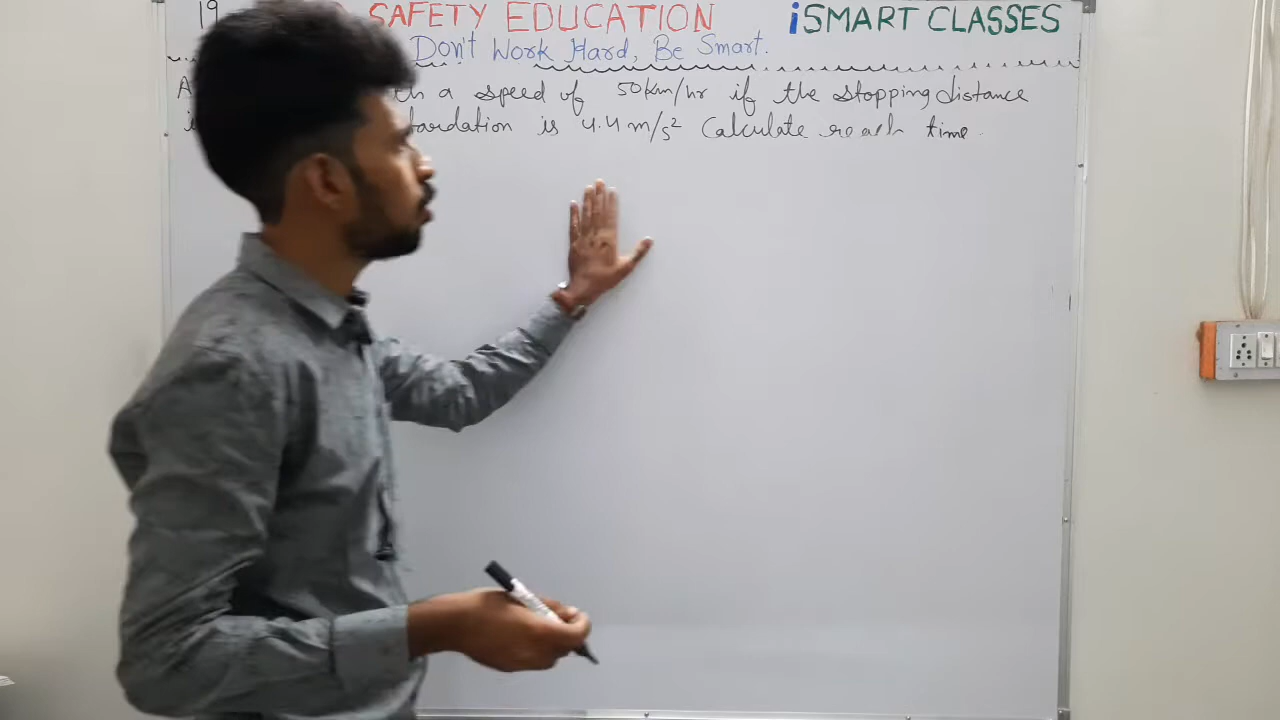 19 SAFETY EDUCATION iSMART CLASSES
Don't Work Hard, Be Smart.
A a speed of 50km/hr if the stopping distance
is 4.4 m/s² Calculate reach time.